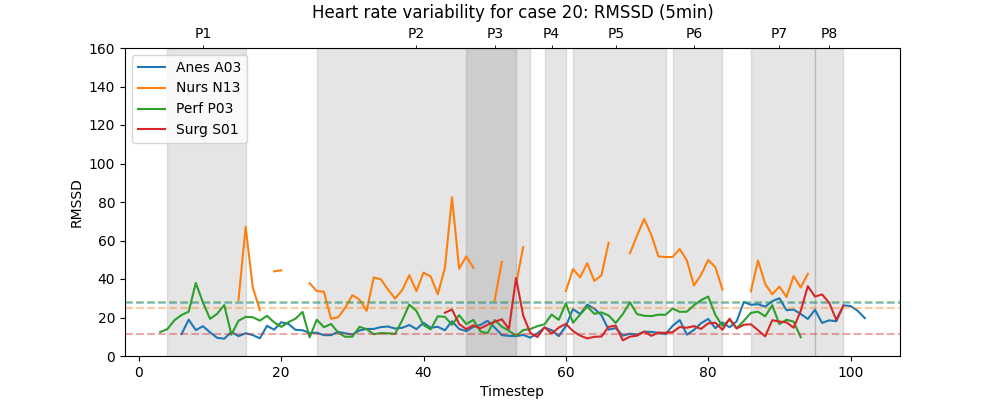 Heart rate variability for case 20: RMSSD (5min)
P1 P2 P3 P4 P5 P6 P7 P8
160
140
120
100
80
60
40
20
0
RMSSD
Anes A03
Nurs N13
Perf P03
Surg S01
0 20 40 60 80 100
Timestep